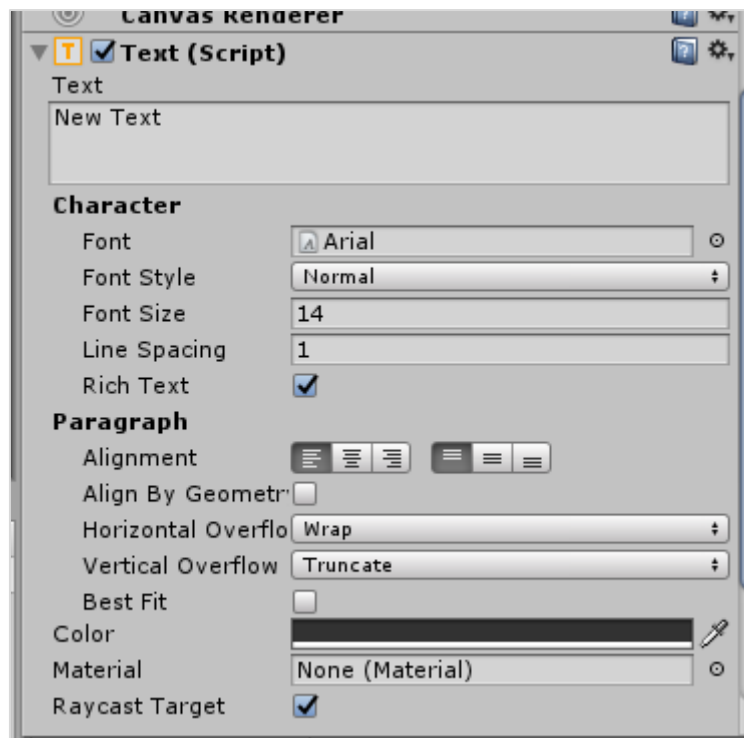 Canvas Renderer
Text (Script)
Text
New Text
Character
Font Arial
Font Style Normal
Font Size 14
Line Spacing 1
Rich Text
Paragraph
Alignment
Align By Geometr
Horizontal Overflo Wrap
Vertical Overflow Truncate
Best Fit
Color
Material None (Material)
Raycast Target